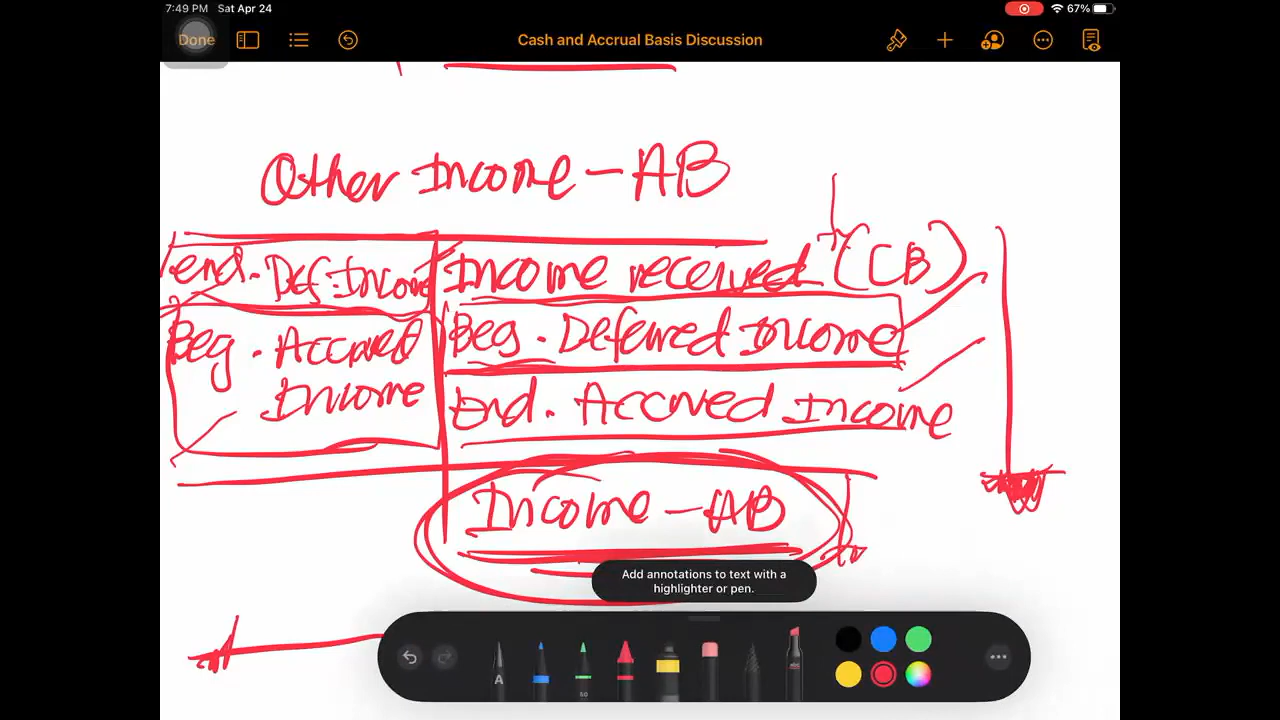 7:49 PM Sat Apr 24
67%
Done
Cash and Accrual Basis Discussion
Other Income - AB
end. Def. Income
Income received (CB)
Beg. Accrued
Income
Beg. Deferred Income
End. Accrued Income
Income - AB
Add annotations to text with a
highlighter or pen.
A